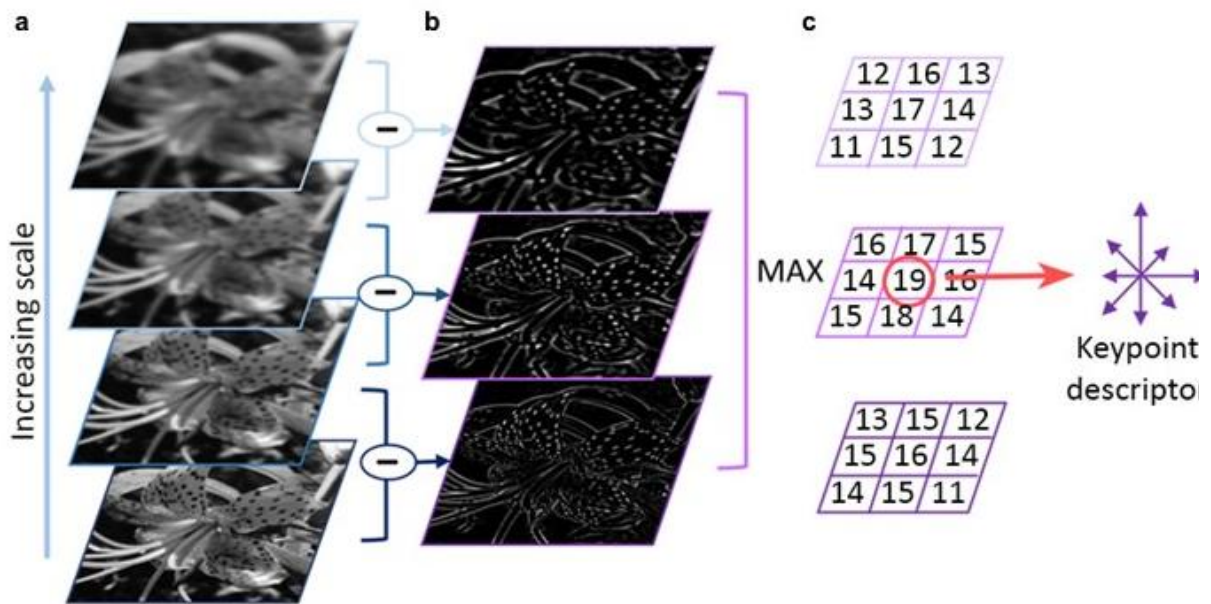 a
b
c
Increasing scale
−
−
−
MAX
12 16 13
13 17 14
11 15 12
16 17 15
14 19 16
15 18 14
13 15 12
15 16 14
14 15 11
Keypoint
descripto